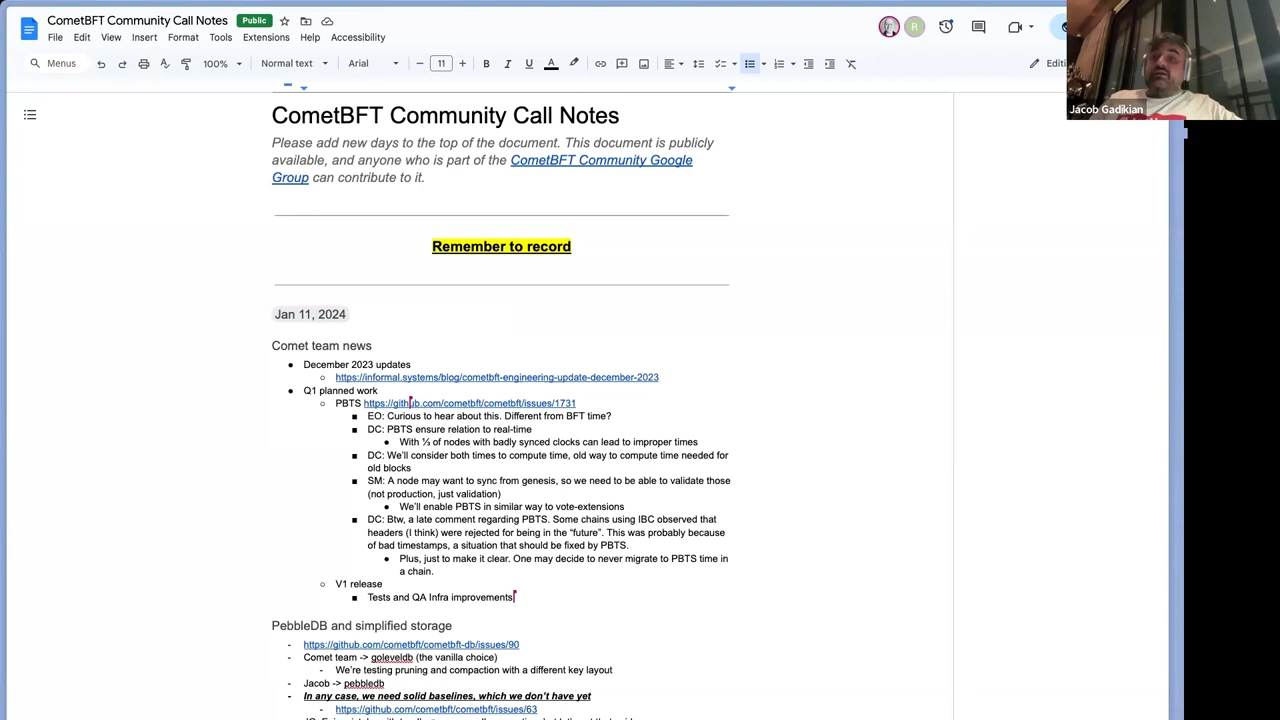 CometBFT Community Call Notes
Public
File Edit View Insert Format Tools Extensions Help Accessibility
R
Menus
100%
Normal text
Arial
11
B I U A
Editi
Jacob Gadikian
CometBFT Community Call Notes
Please add new days to the top of the document. This document is publicly
available, and anyone who is part of the CometBFT Community Google
Group can contribute to it.
Remember to record
Jan 11, 2024
Comet team news
● December 2023 updates
○ https://informal.systems/blog/cometbft-engineering-update-december-2023
● Q1 planned work
○ PBTS https://github.com/cometbft/cometbft/issues/1731
■ EO: Curious to hear about this. Different from BFT time?
■ DC: PBTS ensure relation to real-time
● With ⅓ of nodes with badly synced clocks can lead to improper times
■ DC: We'll consider both times to compute time, old way to compute time needed for
old blocks
■ SM: A node may want to sync from genesis, so we need to be able to validate those
(not production, just validation)
● We'll enable PBTS in similar way to vote-extensions
■ DC: Btw, a late comment regarding PBTS. Some chains using IBC observed that
headers (I think) were rejected for being in the "future". This was probably because
of bad timestamps, a situation that should be fixed by PBTS.
● Plus, just to make it clear. One may decide to never migrate to PBTS time in
a chain.
○ V1 release
■ Tests and QA Infra improvements
PebbleDB and simplified storage
- https://github.com/cometbft/cometbft-db/issues/90
- Comet team -> goleveldb (the vanilla choice)
- We're testing pruning and compaction with a different key layout
- Jacob -> pebbledb
- In any case, we need solid baselines, which we don't have yet
- https://github.com/cometbft/cometbft/issues/63